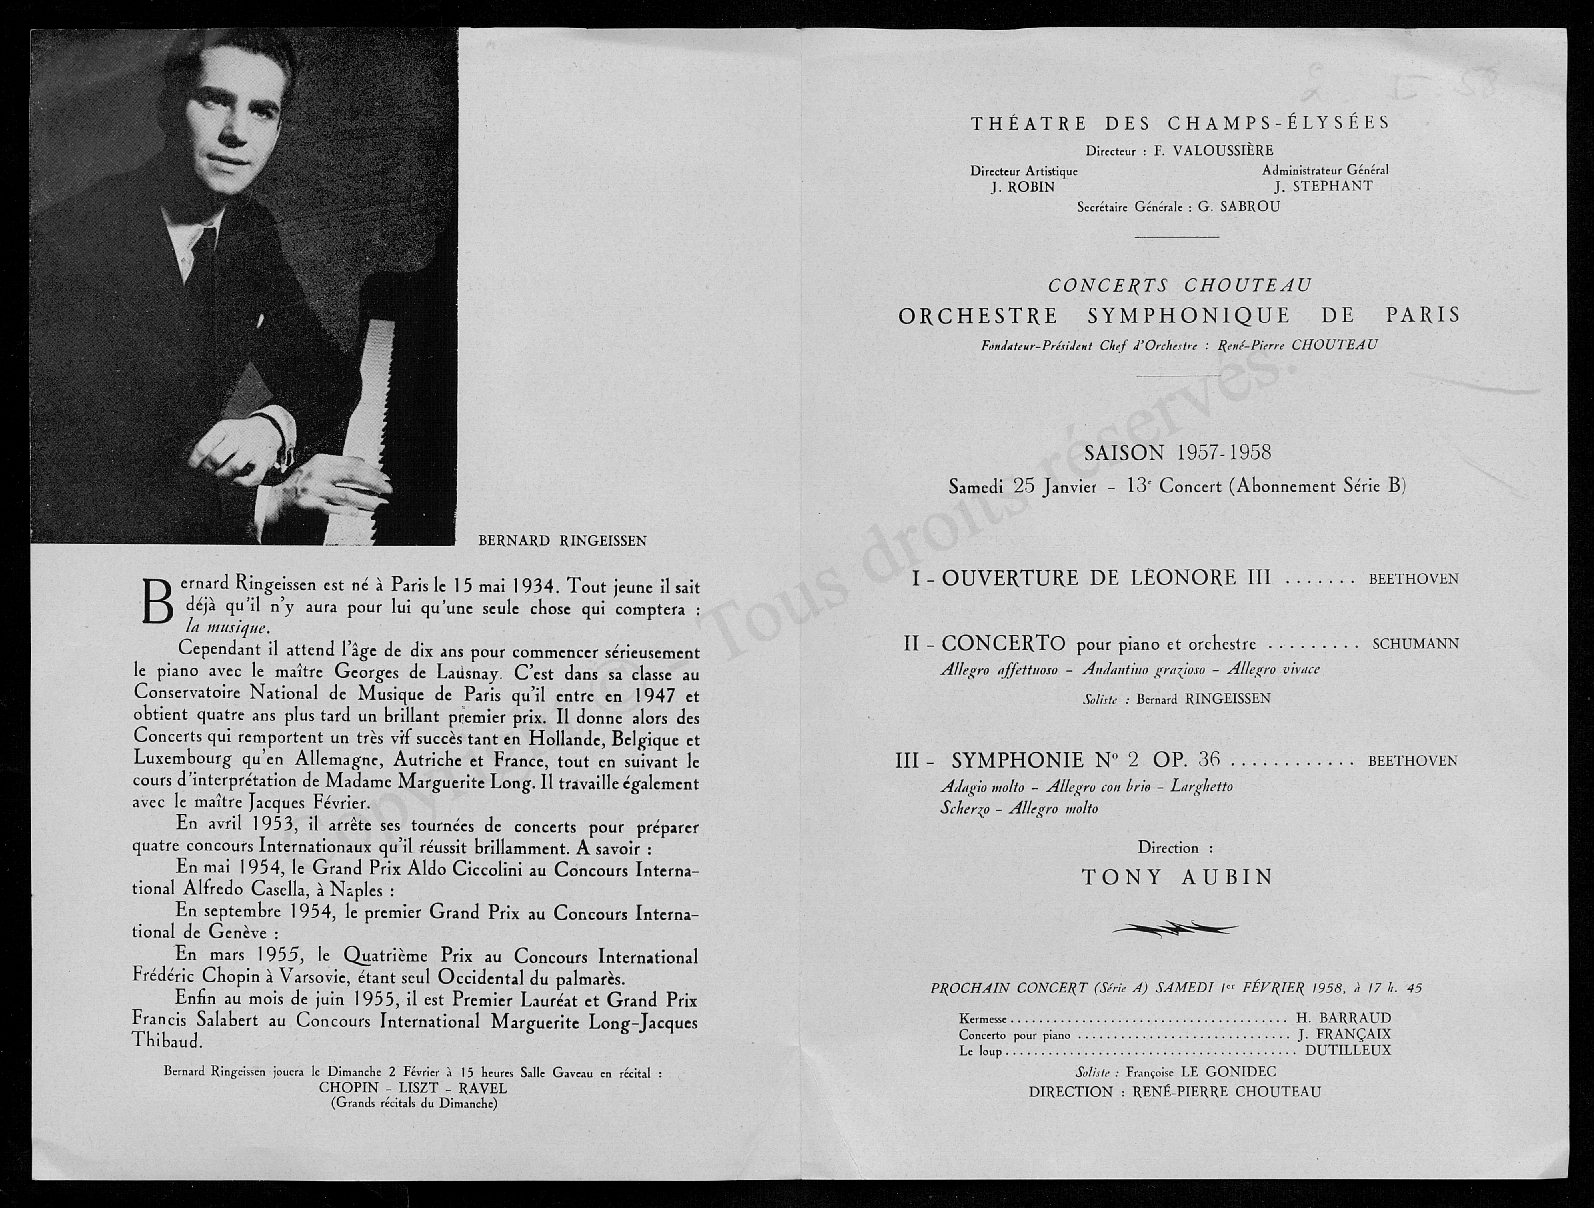 BERNARD RINGEISSEN
Bernard Ringeissen est né à Paris le 15 mai 1934. Tout jeune il sait
déjà qu'il n'y aura pour lui qu'une seule chose qui comptera :
la musique.
Cependant il attend l'âge de dix ans pour commencer sérieusement
le piano avec le maître Georges de Laüsnay. C'est dans sa classe au
Conservatoire National de Musique de Paris qu'il entre en 1947 et
obtient quatre ans plus tard un brillant premier prix. Il donne alors des
Concerts qui remportent un très vif succès tant en Hollande, Belgique et
Luxembourg qu'en Allemagne, Autriche et France, tout en suivant le
cours d'interprétation de Madame Marguerite Long. Il travaille également
avec le maître Jacques Février.
En avril 1953, il arrête ses tournées de concerts pour préparer
quatre concours Internationaux qu'il réussit brillamment. A savoir :
En mai 1954, le Grand Prix Aldo Ciccolini au Concours Interna-
tional Alfredo Casella, à Naples :
En septembre 1954, le premier Grand Prix au Concours Interna-
tional de Genève :
En mars 1955, le Quatrième Prix au Concours International
Frédéric Chopin à Varsovie, étant seul Occidental du palmarès.
Enfin au mois de juin 1955, il est Premier Lauréat et Grand Prix
Francis Salabert au Concours International Marguerite Long-Jacques
Thibaud.
Bernard Ringeissen jouera le Dimanche 2 Février à 15 heures Salle Gaveau en récital :
CHOPIN - LISZT - RAVEL
(Grands récitals du Dimanche)
THÉATRE DES CHAMPS-ÉLYSÉES
Directeur : F. VALOUSSIÈRE
Directeur Artistique Administrateur Général
J. ROBIN J. STEPHANT
Secrétaire Générale : G. SABROU
CONCERTS CHOUTEAU
ORCHESTRE SYMPHONIQUE DE PARIS
Fondateur-Président Chef d'Orchestre : René-Pierre CHOUTEAU
SAISON 1957-1958
Samedi 25 Janvier - 13e Concert (Abonnement Série B)
I - OUVERTURE DE LÉONORE III ....... BEETHOVEN
II - CONCERTO pour piano et orchestre ......... SCHUMANN
Allegro affettuoso - Andantino grazioso - Allegro vivace
Soliste : Bernard RINGEISSEN
III - SYMPHONIE No 2 OP. 36 ............ BEETHOVEN
Adagio molto - Allegro con brio - Larghetto
Scherzo - Allegro molto
Direction :
TONY AUBIN
PROCHAIN CONCERT (Série A) SAMEDI 1er FÉVRIER 1958, à 17 h. 45
Kermesse ....................................... H. BARRAUD
Concerto pour piano .............................. J. FRANÇAIX
Le loup ......................................... DUTILLEUX
Soliste : Françoise LE GONIDEC
DIRECTION : RENÉ-PIERRE CHOUTEAU
Copyright © - Tous droits réservés.